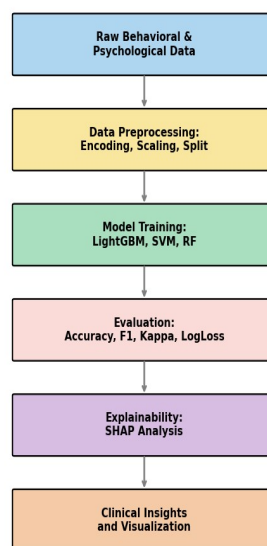 Raw Behavioral &
Psychological Data
Data Preprocessing:
Encoding, Scaling, Split
Model Training:
LightGBM, SVM, RF
Evaluation:
Accuracy, F1, Kappa, LogLoss
Explainability:
SHAP Analysis
Clinical Insights
and Visualization